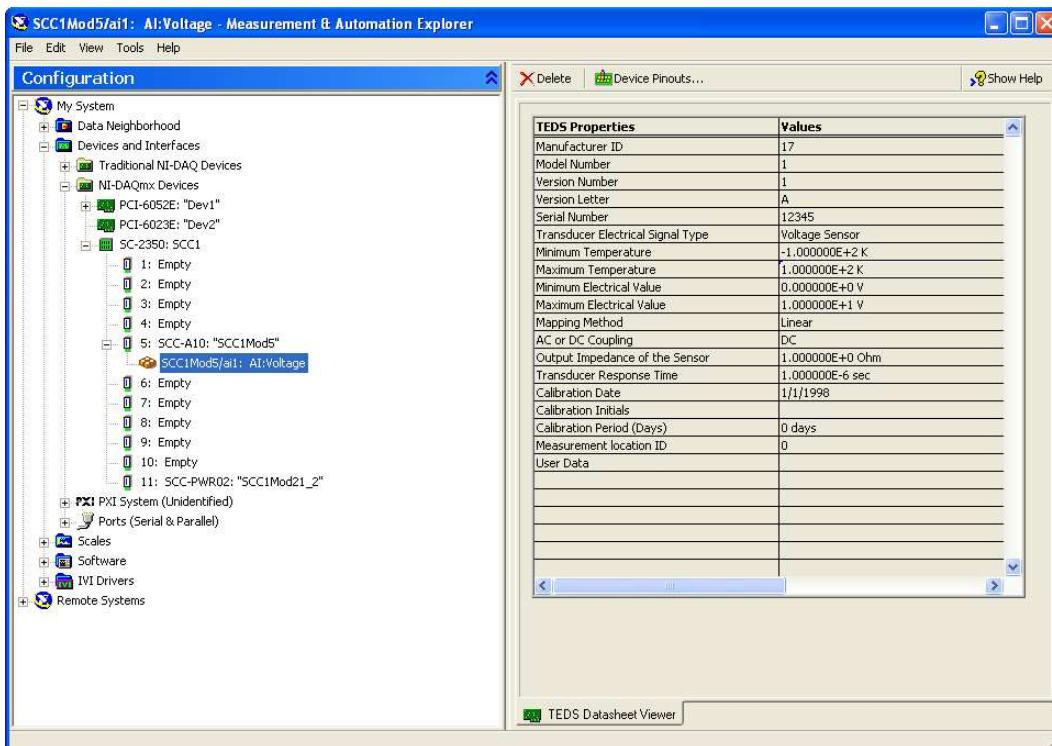 SCC1Mod5/ai1: AI:Voltage - Measurement & Automation Explorer
File Edit View Tools Help
Configuration
My System
Data Neighborhood
Devices and Interfaces
Traditional NI-DAQ Devices
NI-DAQmx Devices
PCI-6052E: "Dev1"
PCI-6023E: "Dev2"
SC-2350: SCC1
1: Empty
2: Empty
3: Empty
4: Empty
5: SCC-A10: "SCC1Mod5"
SCC1Mod5/ai1: AI:Voltage
6: Empty
7: Empty
8: Empty
9: Empty
10: Empty
11: SCC-PWR02: "SCC1Mod21_2"
PXI PXI System (Unidentified)
Ports (Serial & Parallel)
Scales
Software
IVI Drivers
Remote Systems
Delete Device Pinouts... Show Help
TEDS Properties Values
Manufacturer ID 17
Model Number 1
Version Number 1
Version Letter A
Serial Number 12345
Transducer Electrical Signal Type Voltage Sensor
Minimum Temperature -1.000000E+2 K
Maximum Temperature 1.000000E+2 K
Minimum Electrical Value 0.000000E+0 V
Maximum Electrical Value 1.000000E+1 V
Mapping Method Linear
AC or DC Coupling DC
Output Impedance of the Sensor 1.000000E+0 Ohm
Transducer Response Time 1.000000E-6 sec
Calibration Date 1/1/1998
Calibration Initials
Calibration Period (Days) 0 days
Measurement location ID 0
User Data
TEDS Datasheet Viewer